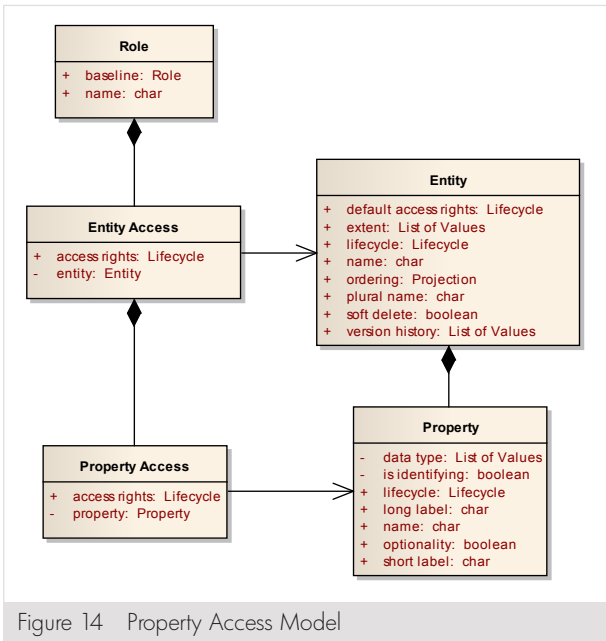 Role
+ baseline: Role
+ name: char
Entity Access
+ access rights: Lifecycle
- entity: Entity
Entity
+ default access rights: Lifecycle
+ extent: List of Values
+ lifecycle: Lifecycle
+ name: char
+ ordering: Projection
+ plural name: char
+ soft delete: boolean
+ version history: List of Values
Property Access
+ access rights: Lifecycle
- property: Property
Property
- data type: List of Values
- is identifying: boolean
+ lifecycle: Lifecycle
+ long label: char
+ name: char
+ optionality: boolean
+ short label: char
Figure 14 Property Access Model